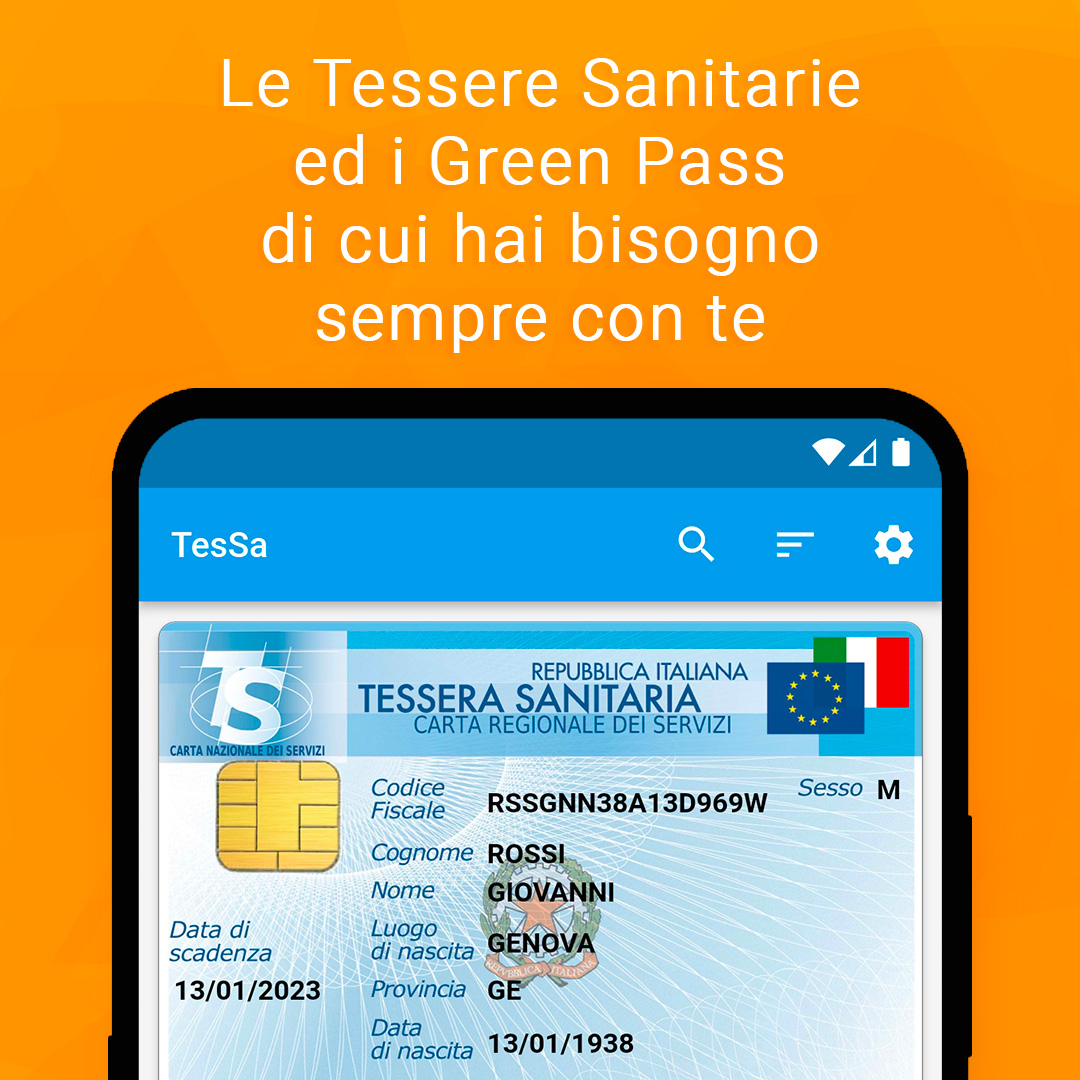 Le Tessere Sanitarie
ed i Green Pass
di cui hai bisogno
sempre con te
TesSa
TS
CARTA NAZIONALE DEI SERVIZI
REPUBBLICA ITALIANA
TESSERA SANITARIA
CARTA REGIONALE DEI SERVIZI
Codice
Fiscale
RSSGNN38A13D969W
Sesso M
Cognome ROSSI
Nome GIOVANNI
Luogo
di nascita GENOVA
REPVBBLICA ITALIANA
Provincia GE
Data
di nascita 13/01/1938
Data di
scadenza
13/01/2023